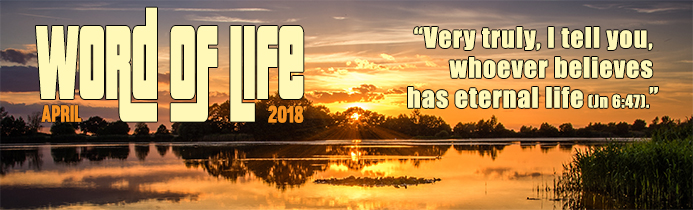 WORD OF LIFE
APRIL 2018
“Very truly, I tell you,
whoever believes
has eternal life (Jn 6:47).”